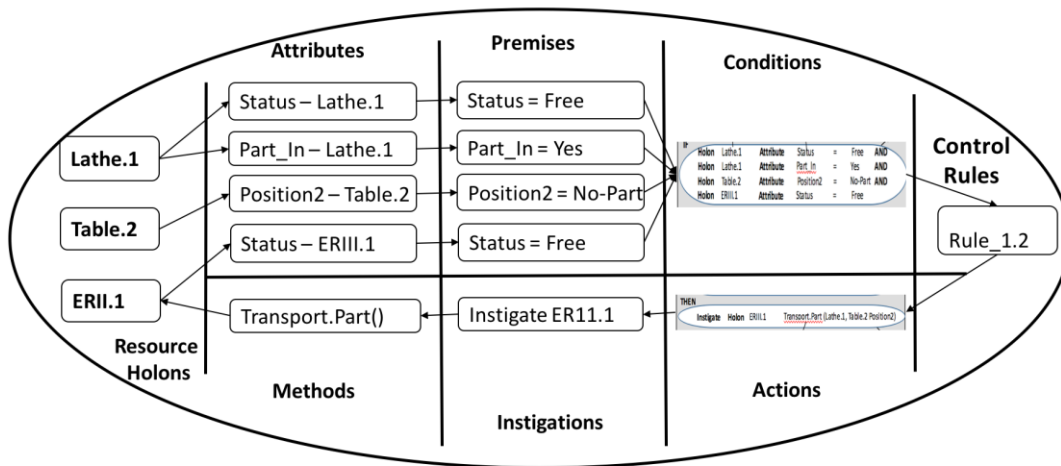 Attributes
Premises
Conditions
Status – Lathe.1
Status = Free
Lathe.1
Part_In – Lathe.1
Part_In = Yes
Holon Lathe.1 Attribute Status = Free AND
Holon Lathe.1 Attribute Part_In = Yes AND
Holon Table.2 Attribute Position2 = No-Part AND
Holon ERIII.1 Attribute Status = Free
Control
Rules
Table.2
Position2 – Table.2
Position2 = No-Part
Rule_1.2
Status – ERIII.1
Status = Free
ERII.1
Transport.Part()
Instigate ER11.1
THEN
Instigate Holon ERIII.1 Transport.Part (Lathe.1, Table.2 Position2)
Resource
Holons
Methods
Instigations
Actions